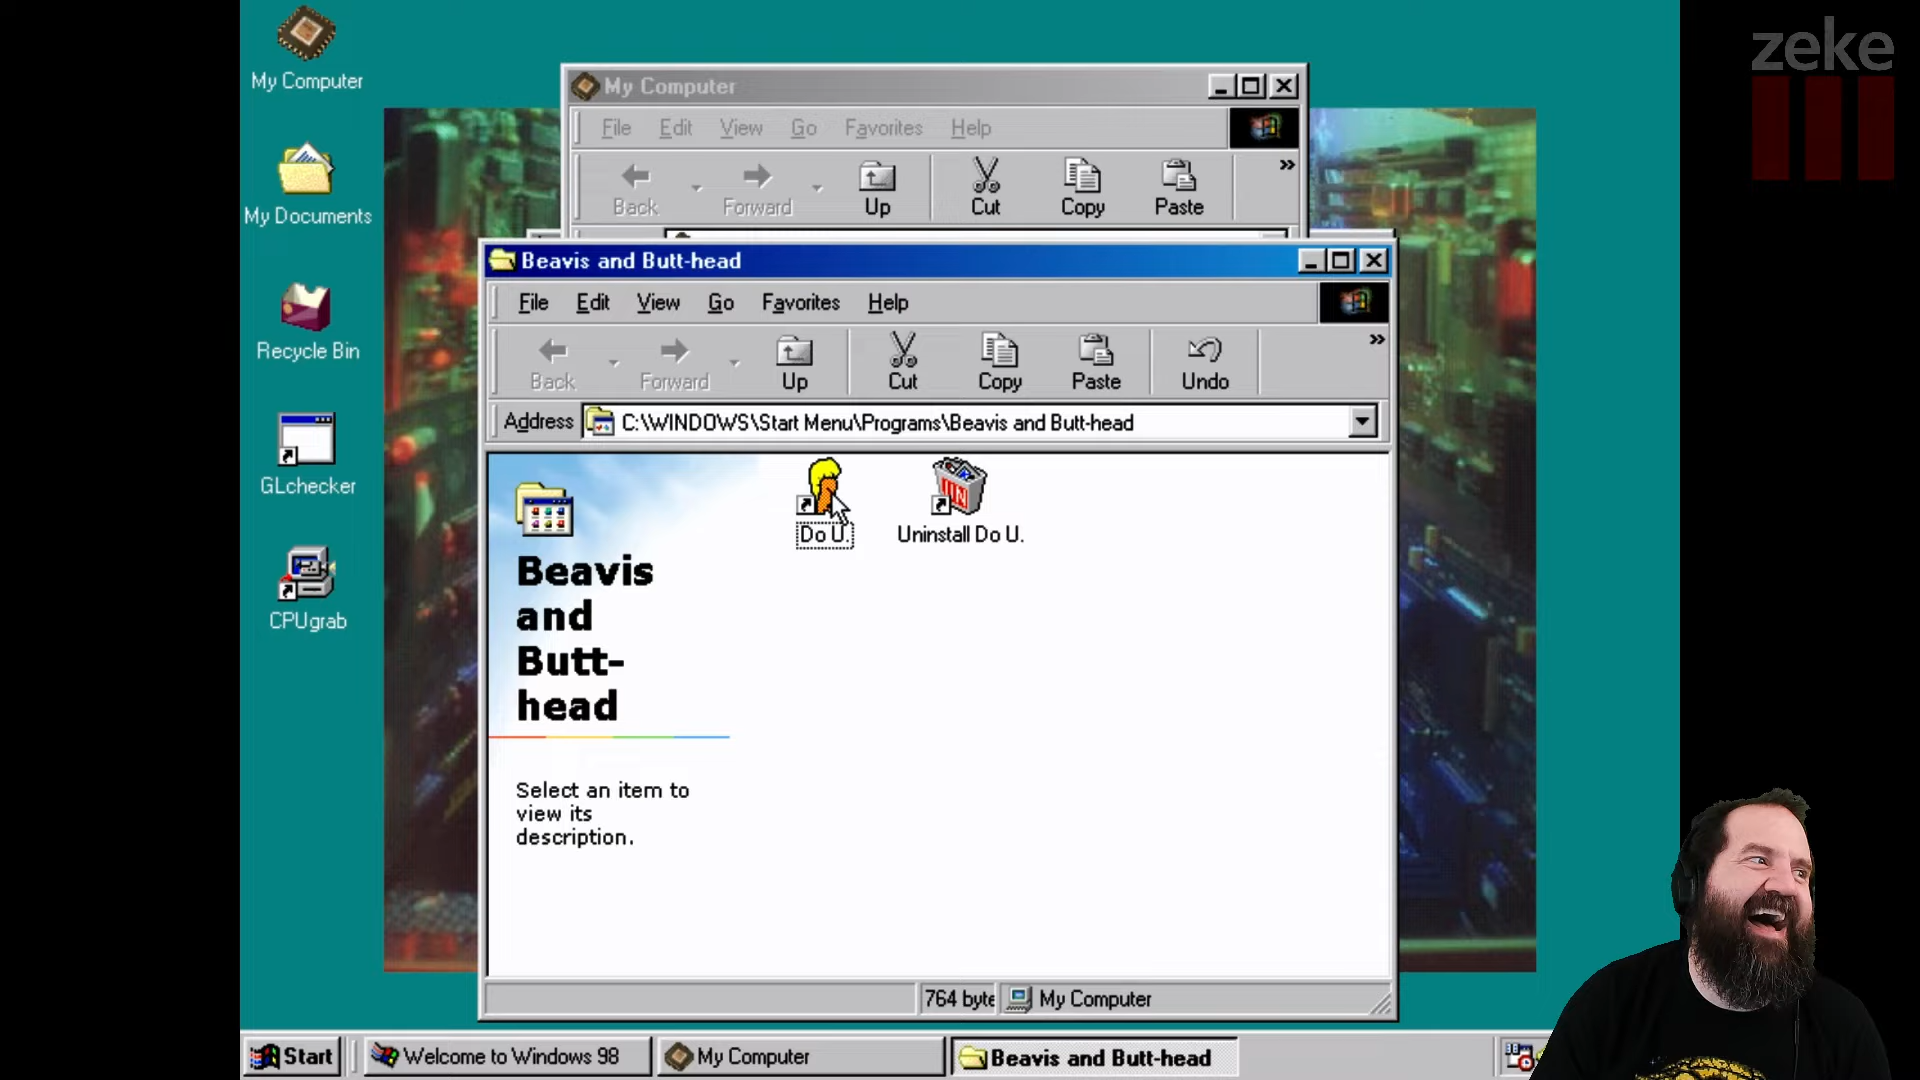 zeke
My Computer
My Computer
File Edit View Go Favorites Help
Back Forward Up Cut Copy Paste »
My Documents
Recycle Bin
GLchecker
CPUgrab
Beavis and Butt-head
File Edit View Go Favorites Help
Back Forward Up Cut Copy Paste Undo »
Address C:\WINDOWS\Start Menu\Programs\Beavis and Butt-head
Do U.
UN
Uninstall Do U.
Beavis
and
Butt-
head
Select an item to
view its
description.
764 byte My Computer
Start Welcome to Windows 98 My Computer Beavis and Butt-head